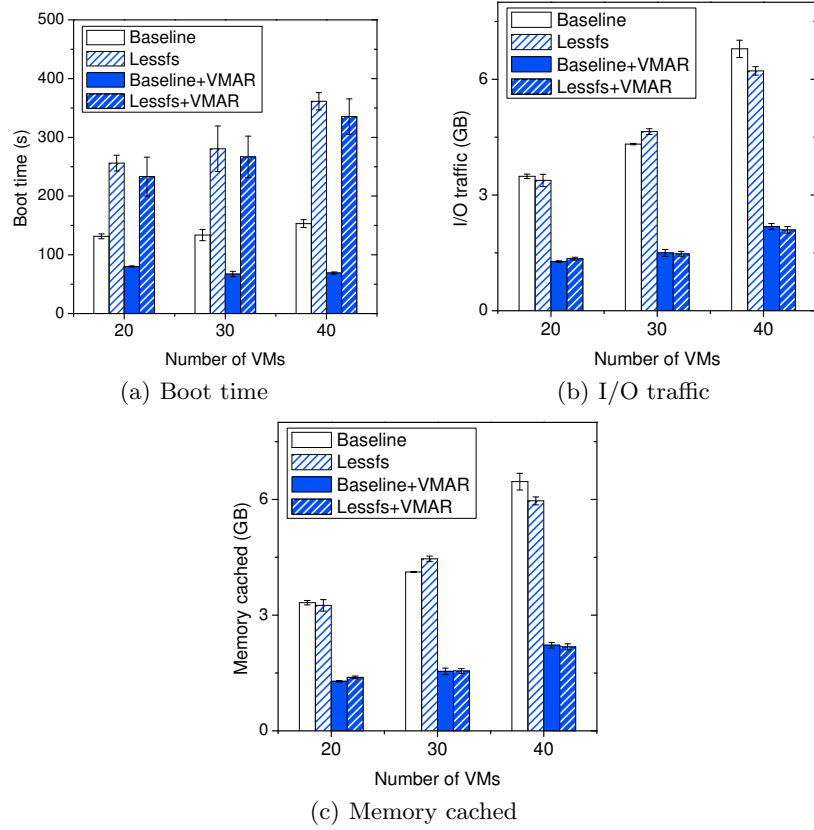 500
400
300
200
100
0
Boot time (s)
Baseline
Lessfs
Baseline+VMAR
Lessfs+VMAR
20 30 40
Number of VMs
(a) Boot time
6
3
0
I/O traffic (GB)
Baseline
Lessfs
Baseline+VMAR
Lessfs+VMAR
20 30 40
Number of VMs
(b) I/O traffic
6
3
0
Memory cached (GB)
Baseline
Lessfs
Baseline+VMAR
Lessfs+VMAR
20 30 40
Number of VMs
(c) Memory cached